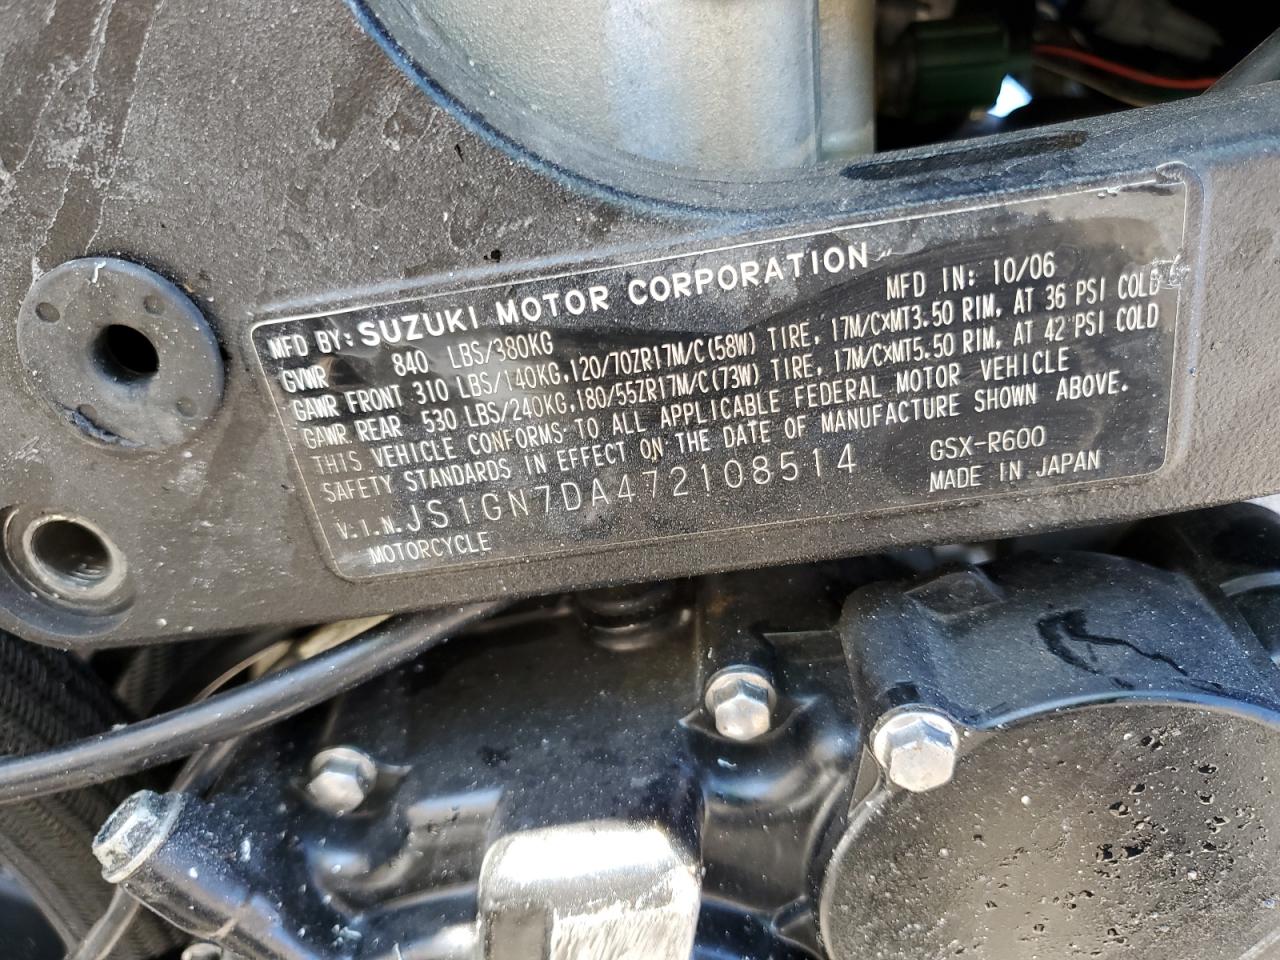 MFD BY: SUZUKI MOTOR CORPORATION MFD IN: 10/06
GVWR 840 LBS/380KG
GAWR FRONT 310 LBS/140KG,120/70ZR17M/C(58W) TIRE, 17M/C×MT3.50 RIM, AT 36 PSI COLD
GAWR REAR 530 LBS/240KG,180/55ZR17M/C(73W) TIRE, 17M/C×MT5.50 RIM, AT 42 PSI COLD
THIS VEHICLE CONFORMS TO ALL APPLICABLE FEDERAL MOTOR VEHICLE
SAFETY STANDARDS IN EFFECT ON THE DATE OF MANUFACTURE SHOWN ABOVE.
V.I.N. JS1GN7DA472108514 GSX-R600
MOTORCYCLE MADE IN JAPAN